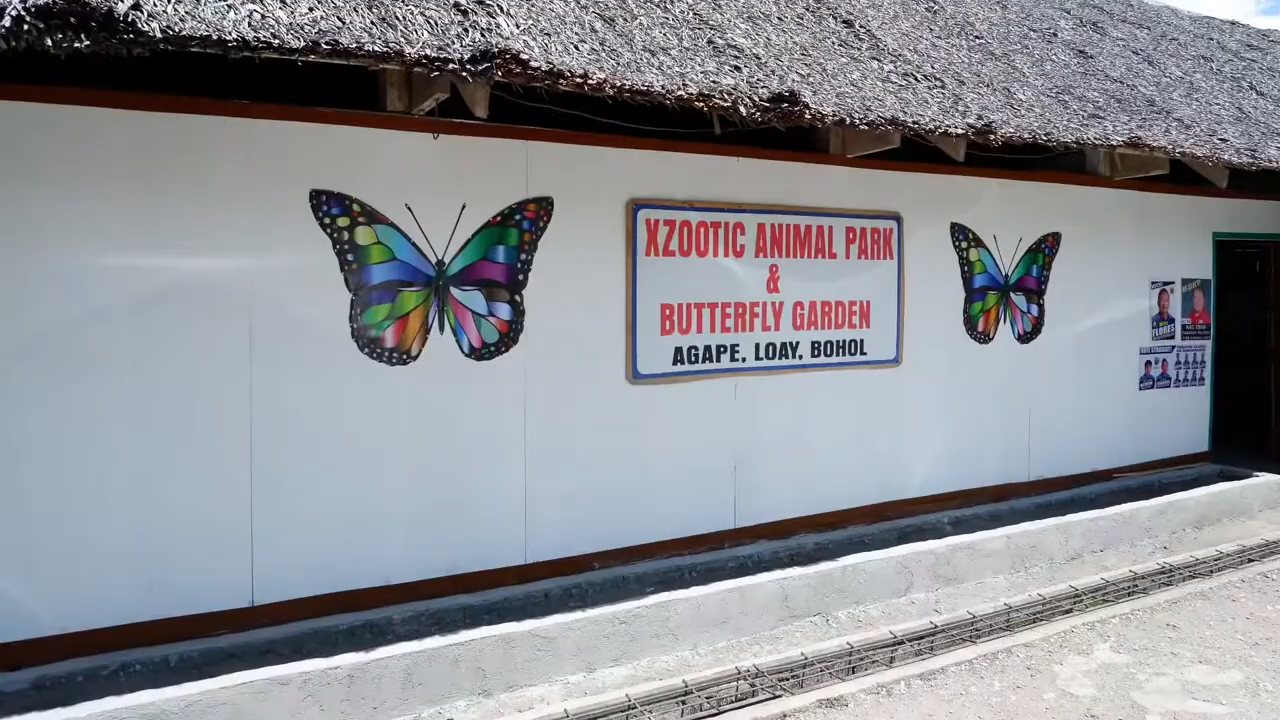 XZOOTIC ANIMAL PARK
&
BUTTERFLY GARDEN
AGAPE, LOAY, BOHOL
FLORES